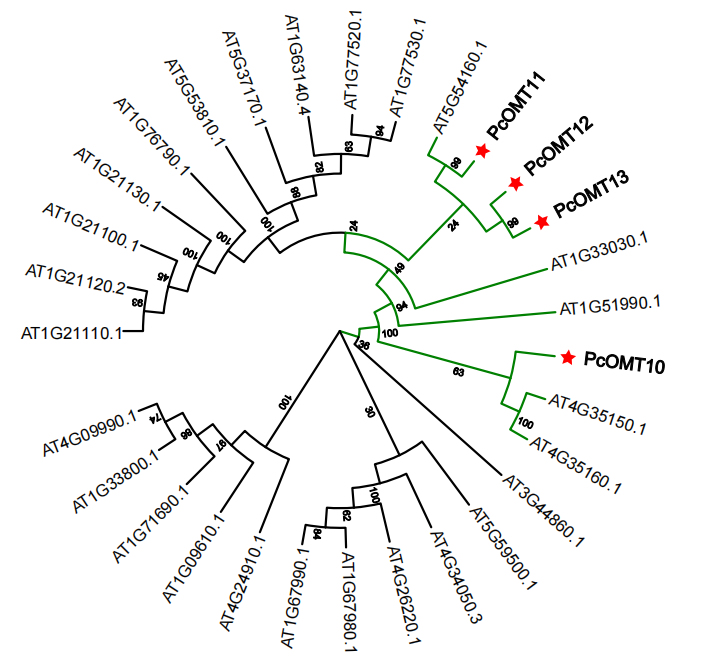 AT1G77520.1
AT1G77530.1
AT5G54160.1
PcOMT11
PcOMT12
PcOMT13
AT1G33030.1
AT1G51990.1
PcOMT10
AT4G35150.1
AT4G35160.1
AT3G44860.1
AT5G59500.1
AT4G34050.3
AT4G26220.1
AT1G67980.1
AT1G67990.1
AT4G24910.1
AT1G09610.1
AT1G71690.1
AT1G33800.1
AT4G09990.1
AT1G21110.1
AT1G21120.2
AT1G21100.1
AT1G21130.1
AT1G76790.1
AT5G53810.1
AT5G37170.1
AT1G63140.4
94
63
82
88
100
100
100
45
93
24
99
24
99
49
94
100
36
63
100
30
100
62
84
100
97
86
74